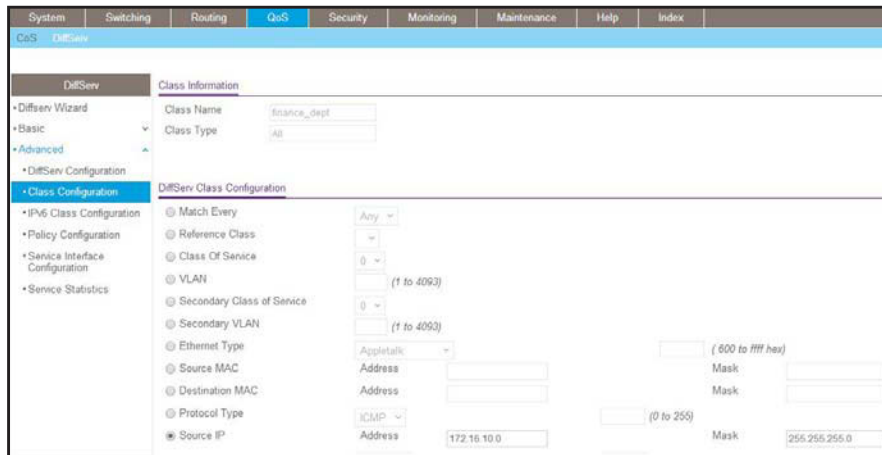 System Switching Routing QoS Security Monitoring Maintenance Help Index
CoS DiffServ
DiffServ
• Diffserv Wizard
• Basic
• Advanced
• DiffServ Configuration
• Class Configuration
• IPv6 Class Configuration
• Policy Configuration
• Service Interface
Configuration
• Service Statistics
Class Information
Class Name finance_dept
Class Type All
DiffServ Class Configuration
Match Every Any
Reference Class
Class Of Service 0
VLAN (1 to 4093)
Secondary Class of Service 0
Secondary VLAN (1 to 4093)
Ethernet Type Appletalk ( 600 to ffff hex)
Source MAC Address Mask
Destination MAC Address Mask
Protocol Type ICMP (0 to 255)
Source IP Address 172.16.10.0 Mask 255.255.255.0